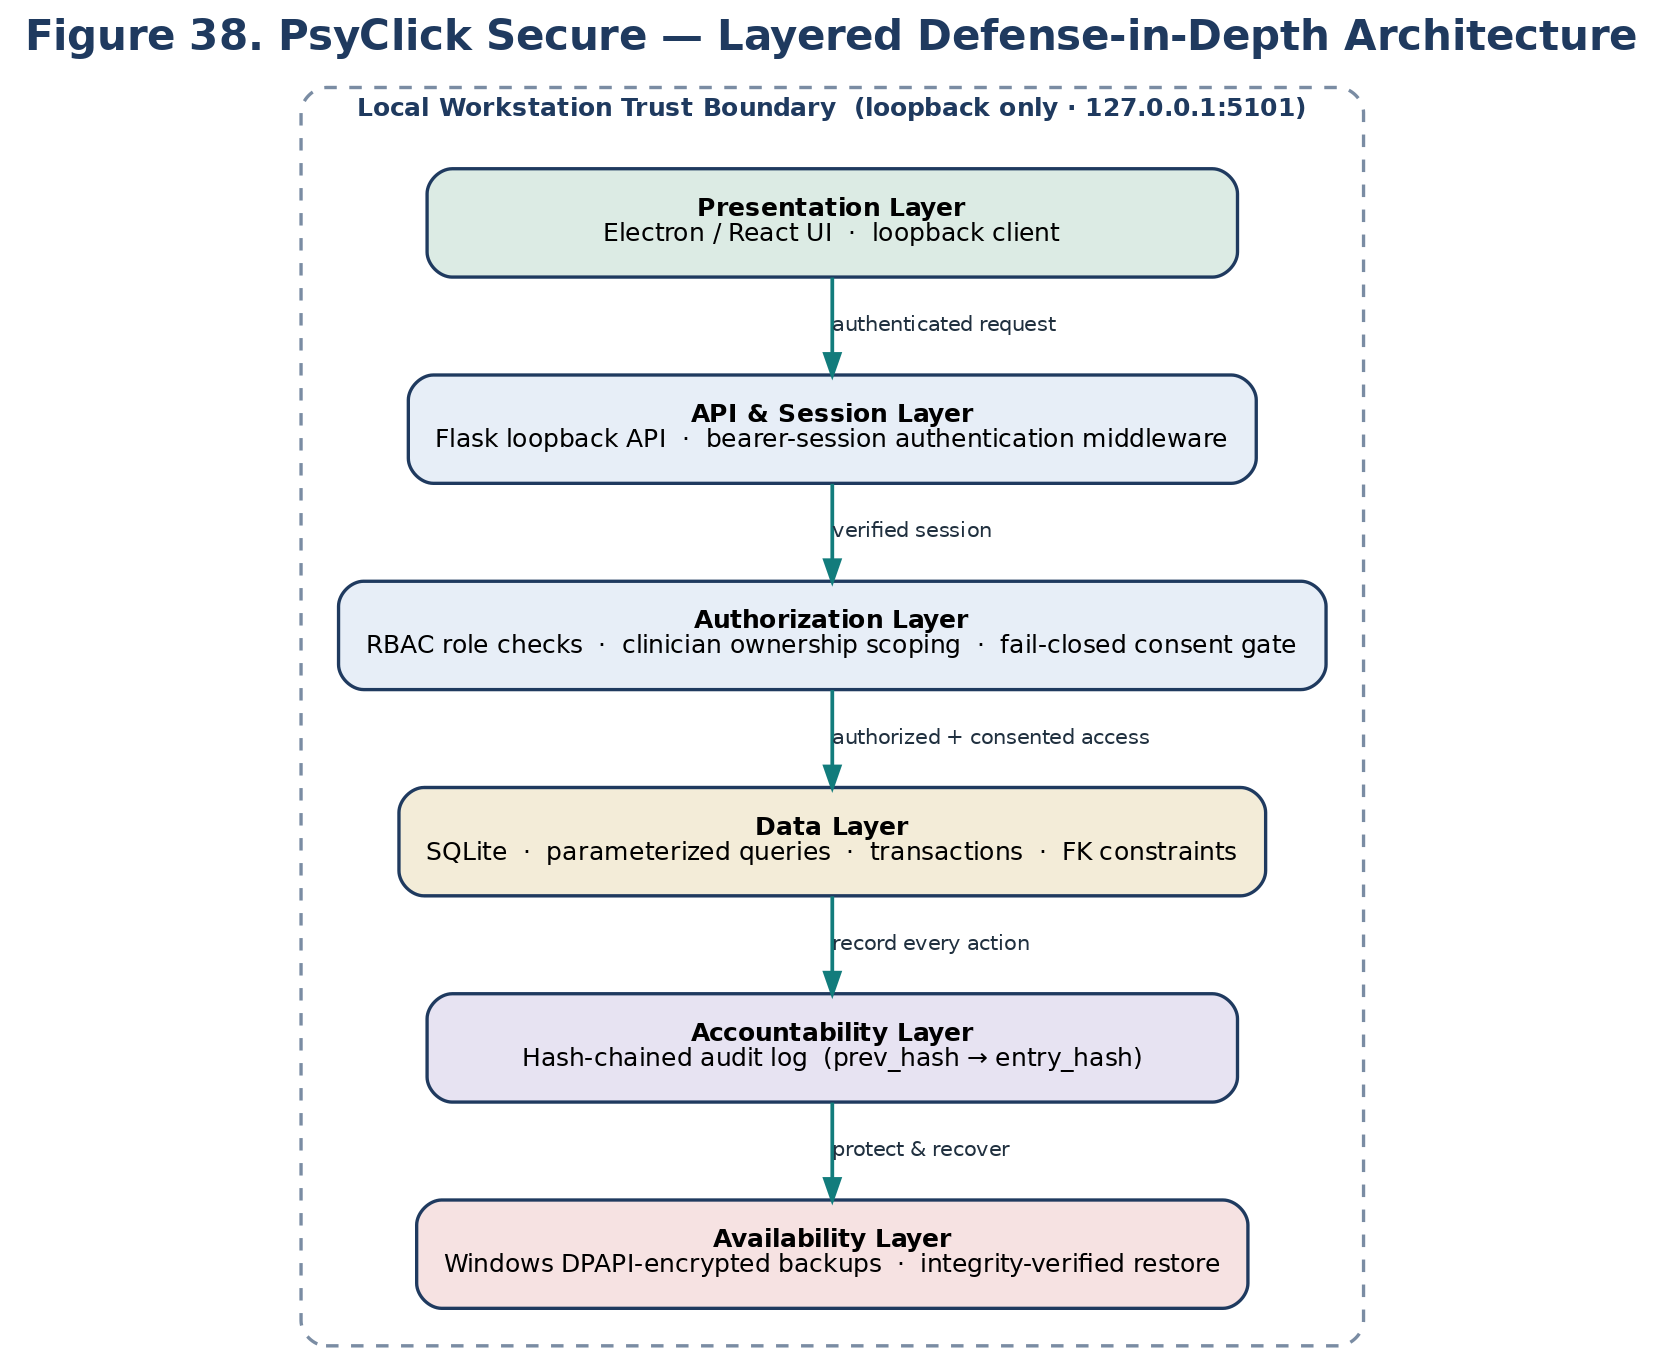 Figure 38. PsyClick Secure — Layered Defense-in-Depth Architecture
Local Workstation Trust Boundary (loopback only · 127.0.0.1:5101)
Presentation Layer
Electron / React UI · loopback client
authenticated request
API & Session Layer
Flask loopback API · bearer-session authentication middleware
verified session
Authorization Layer
RBAC role checks · clinician ownership scoping · fail-closed consent gate
authorized + consented access
Data Layer
SQLite · parameterized queries · transactions · FK constraints
record every action
Accountability Layer
Hash-chained audit log (prev_hash → entry_hash)
protect & recover
Availability Layer
Windows DPAPI-encrypted backups · integrity-verified restore